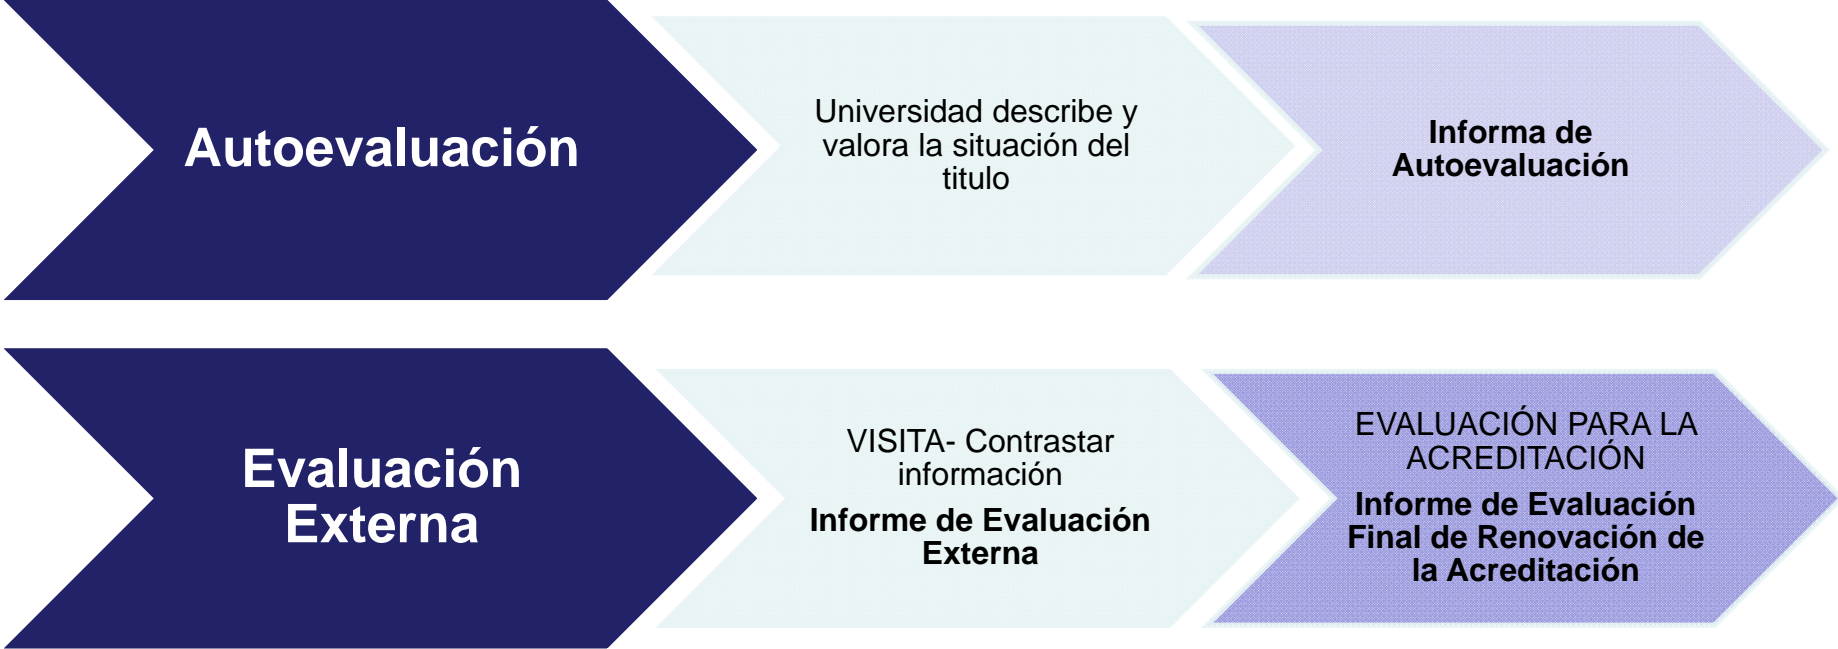 Autoevaluación
Universidad describe y
valora la situación del
titulo
Informa de
Autoevaluación
Evaluación
Externa
VISITA- Contrastar
información
Informe de Evaluación
Externa
EVALUACIÓN PARA LA
ACREDITACIÓN
Informe de Evaluación
Final de Renovación de
la Acreditación